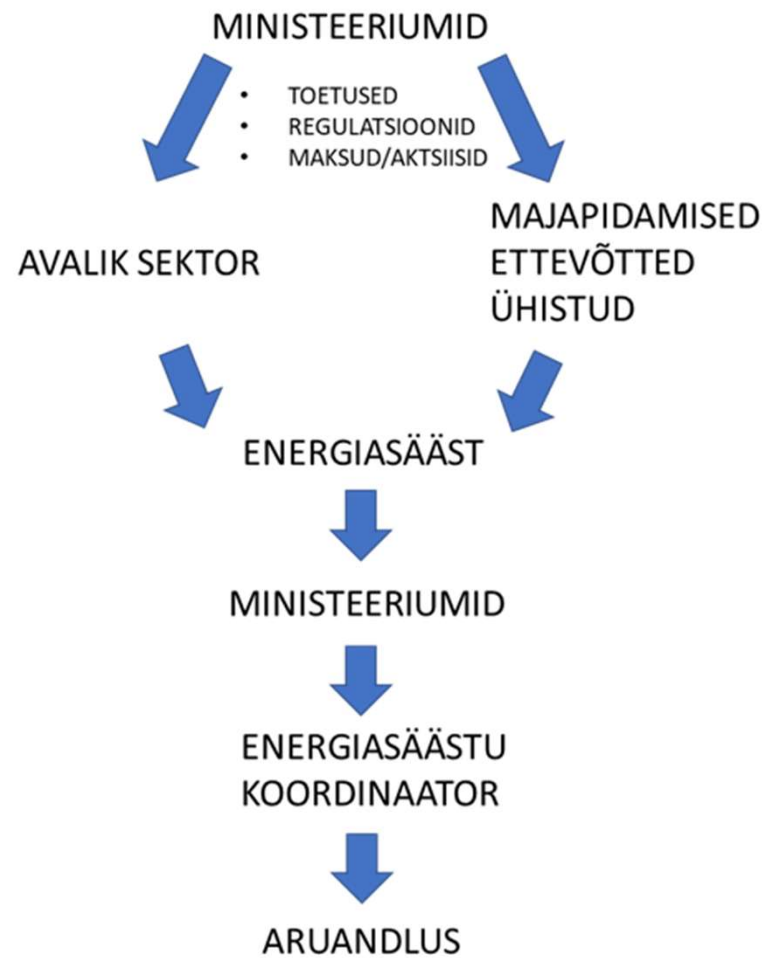 MINISTEERIUMID
• TOETUSED
• REGULATSIOONID
• MAKSUD/AKTSIISID
AVALIK SEKTOR
MAJAPIDAMISED
ETTEVÕTTED
ÜHISTUD
ENERGIASÄÄST
MINISTEERIUMID
ENERGIASÄÄSTU
KOORDINAATOR
ARUANDLUS